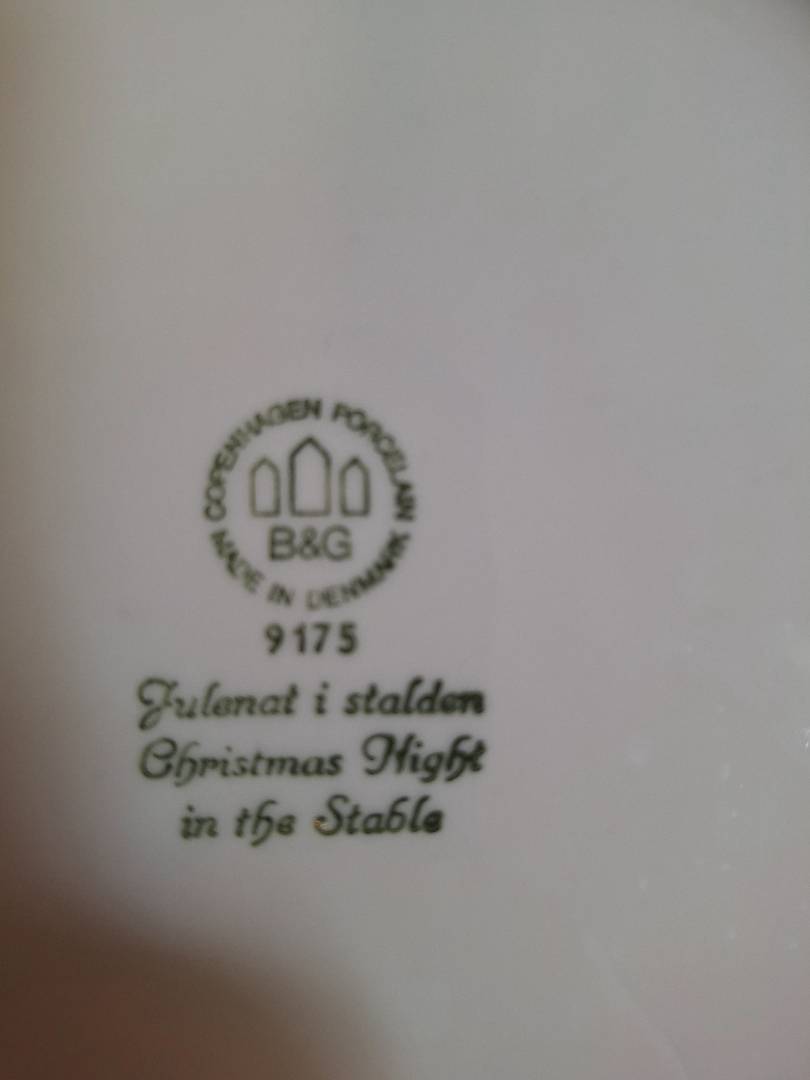 COPENHAGEN PORCELAIN
B&G
MADE IN DENMARK
9175
Julenat i stalden
Christmas Night
in the Stable